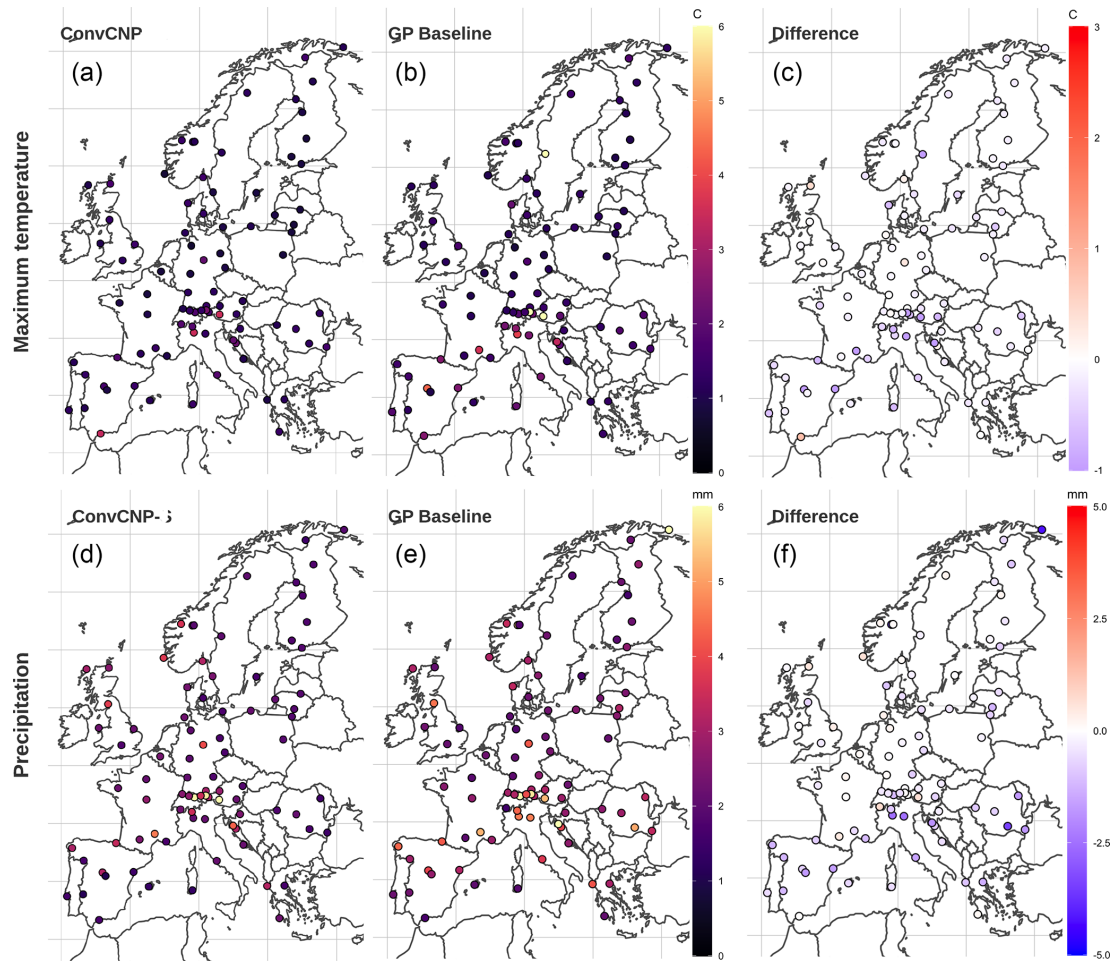 ConvCNP
GP Baseline
C
6
5
4
3
2
1
0
Difference
C
3
2
1
0
-1
(a)
(b)
(c)
Maximum temperature
ConvCNP-
GP Baseline
mm
6
5
4
3
2
1
0
Difference
mm
5.0
2.5
0.0
-2.5
-5.0
(d)
(e)
(f)
Precipitation